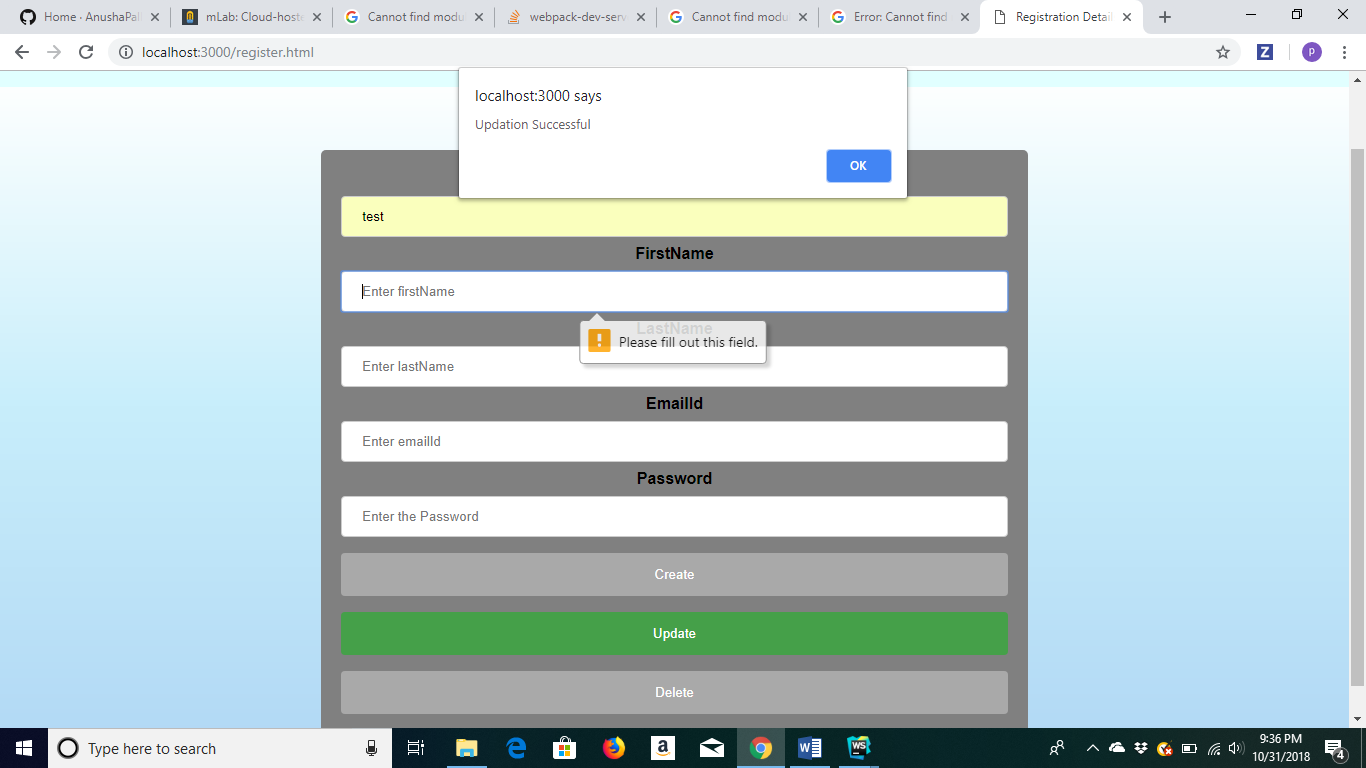 Home · AnushaPall
mLab: Cloud-hoste
Cannot find modu
webpack-dev-serv
Cannot find modu
Error: Cannot find
Registration Detai
localhost:3000/register.html
Z
p
localhost:3000 says
Updation Successful
OK
test
FirstName
Enter firstName
LastName
Please fill out this field.
Enter lastName
EmailId
Enter emailId
Password
Enter the Password
Create
Update
Delete
Type here to search
9:36 PM
10/31/2018
4